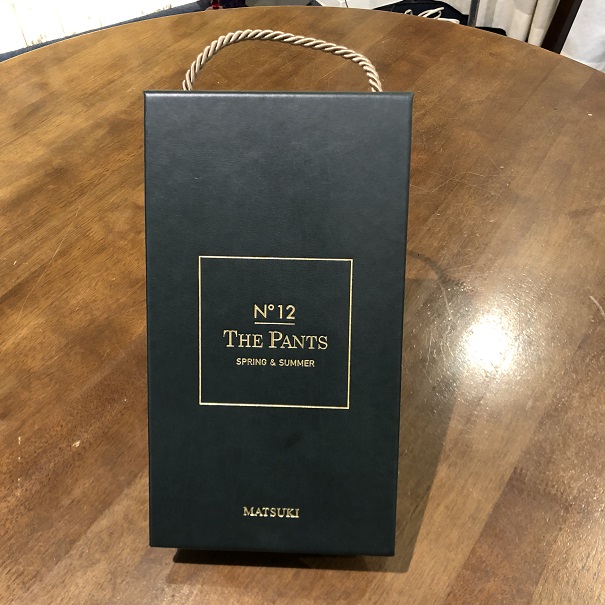 N°12
THE PANTS
SPRING & SUMMER
MATSUKI